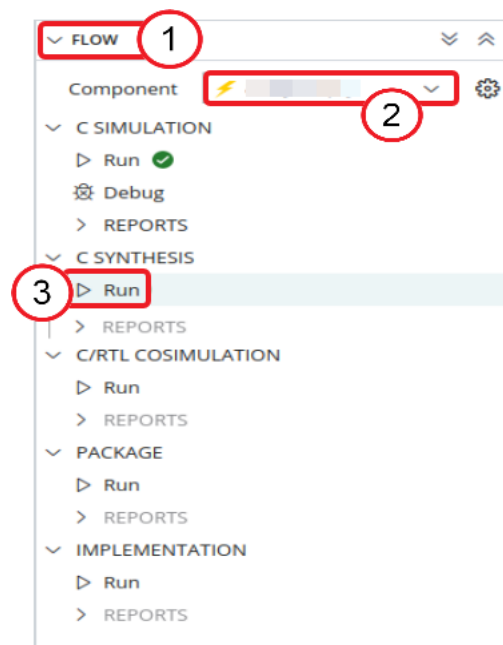 FLOW 1
Component
2
C SIMULATION
Run
Debug
REPORTS
C SYNTHESIS
3 Run
REPORTS
C/RTL COSIMULATION
Run
REPORTS
PACKAGE
Run
REPORTS
IMPLEMENTATION
Run
REPORTS